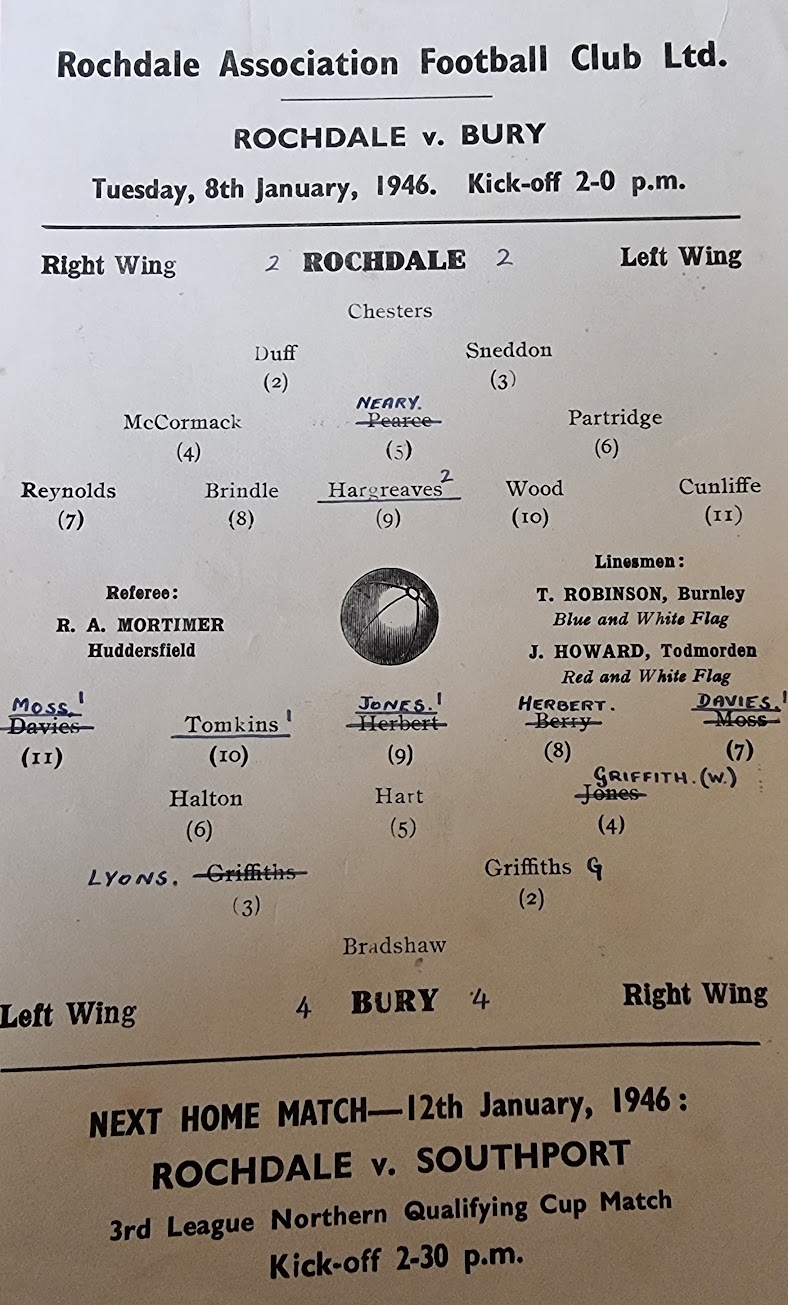 Rochdale Association Football Club Ltd.
ROCHDALE v. BURY
Tuesday, 8th January, 1946. Kick-off 2-0 p.m.
Right Wing 2 ROCHDALE 2 Left Wing
Chesters
Duff Sneddon
(2) (3)
NEARY.
McCormack Pearce Partridge
(4) (5) (6)
Reynolds Brindle Hargreaves 2 Wood Cunliffe
(7) (8) (9) (10) (11)
Linesmen:
Referee: T. ROBINSON, Burnley
R. A. MORTIMER Blue and White Flag
Huddersfield J. HOWARD, Todmorden
Red and White Flag
MOSS. 1 JONES. 1 HERBERT. DAVIES. 1
Davies Tomkins 1 Herbert Berry Moss
(11) (10) (9) (8) (7)
GRIFFITH. (W.)
Halton Hart Jones
(6) (5) (4)
LYONS. Griffiths Griffiths G
(3) (2)
Bradshaw
Left Wing 4 BURY 4 Right Wing
NEXT HOME MATCH—12th January, 1946:
ROCHDALE v. SOUTHPORT
3rd League Northern Qualifying Cup Match
Kick-off 2-30 p.m.